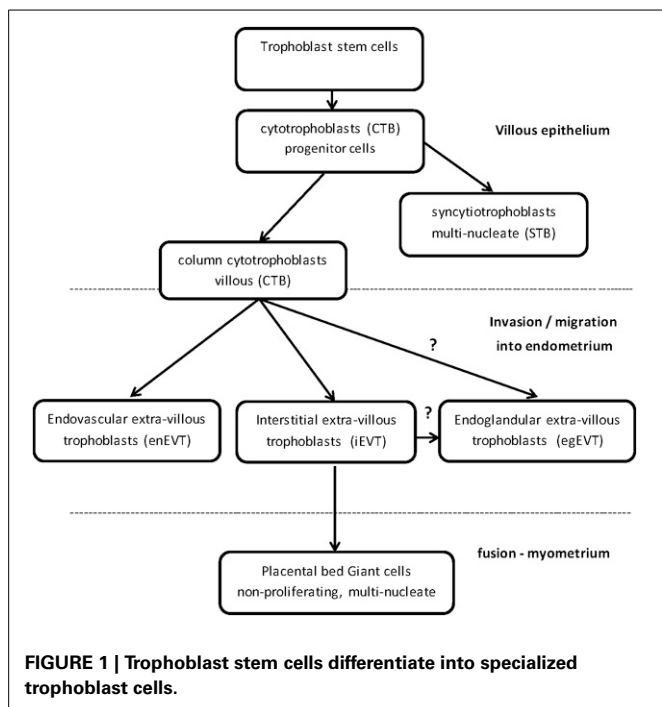 Trophoblast stem cells
cytotrophoblasts (CTB)
progenitor cells
Villous epithelium
syncytiotrophoblasts
multi-nucleate (STB)
column cytotrophoblasts
villous (CTB)
Invasion / migration
into endometrium
?
?
Endovascular extra-villous
trophoblasts (enEVT)
Interstitial extra-villous
trophoblasts (iEVT)
Endoglandular extra-villous
trophoblasts (egEVT)
fusion - myometrium
Placental bed Giant cells
non-proliferating, multi-nucleate
FIGURE 1 | Trophoblast stem cells differentiate into specialized
trophoblast cells.